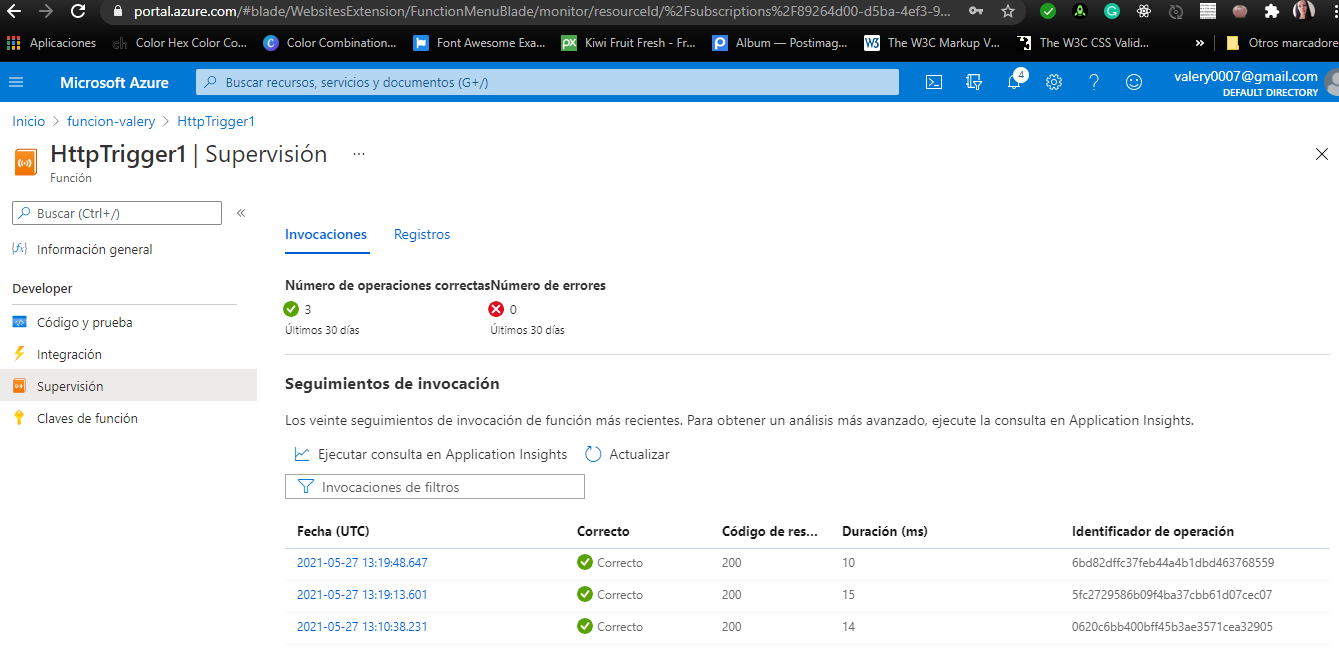 portal.azure.com/#blade/WebsitesExtension/FunctionMenuBlade/monitor/resourceId/%2Fsubscriptions%2F89264d00-d5ba-4ef3-9...
Aplicaciones ch Color Hex Color Co... C Color Combination... Font Awesome Exa... px Kiwi Fruit Fresh - Fr... P Album — Postimag... W3 The W3C Markup V... The W3C CSS Valid... » Otros marcadore
Microsoft Azure Buscar recursos, servicios y documentos (G+/) 4 valery0007@gmail.com
DEFAULT DIRECTORY
Inicio > funcion-valery > HttpTrigger1
HttpTrigger1 | Supervisión ...
Función
Buscar (Ctrl+/) «
Información general
Developer
Código y prueba
Integración
Supervisión
Claves de función
Invocaciones Registros
Número de operaciones correctasNúmero de errores
3 0
Últimos 30 días Últimos 30 días
Seguimientos de invocación
Los veinte seguimientos de invocación de función más recientes. Para obtener un análisis más avanzado, ejecute la consulta en Application Insights.
Ejecutar consulta en Application Insights Actualizar
Invocaciones de filtros
Fecha (UTC) Correcto Código de res... Duración (ms) Identificador de operación
2021-05-27 13:19:48.647 Correcto 200 10 6bd82dffc37feb44a4b1dbd463768559
2021-05-27 13:19:13.601 Correcto 200 15 5fc2729586b09f4ba37cbb61d07cec07
2021-05-27 13:10:38.231 Correcto 200 14 0620c6bb400bff45b3ae3571cea32905